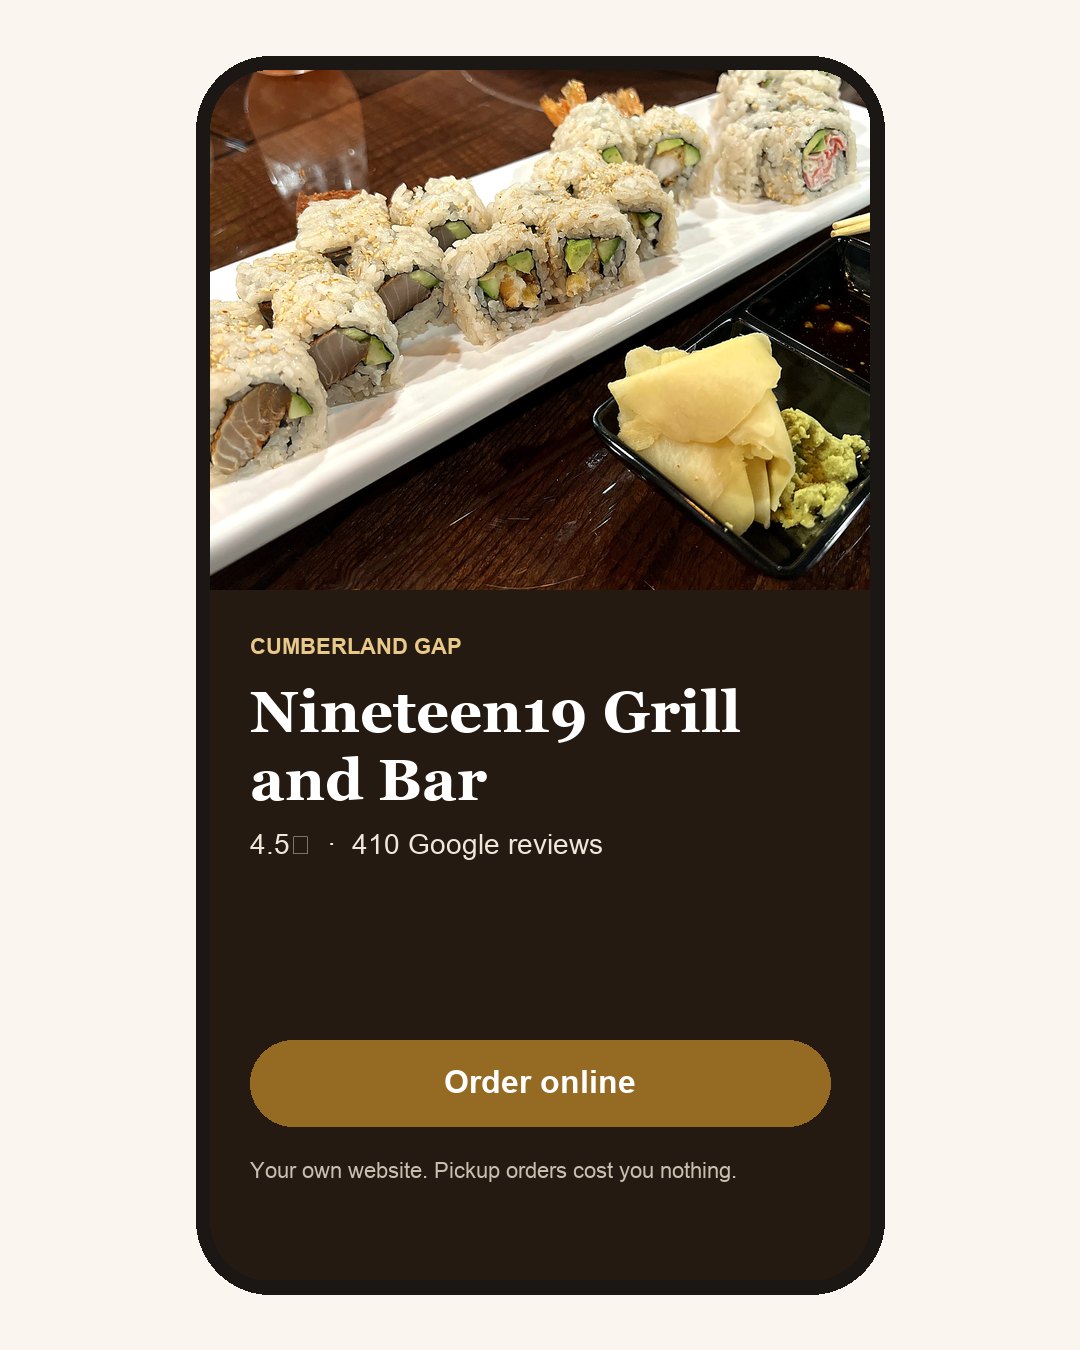 CUMBERLAND GAP
Nineteen19 Grill
and Bar
4.5□ · 410 Google reviews
Order online
Your own website. Pickup orders cost you nothing.